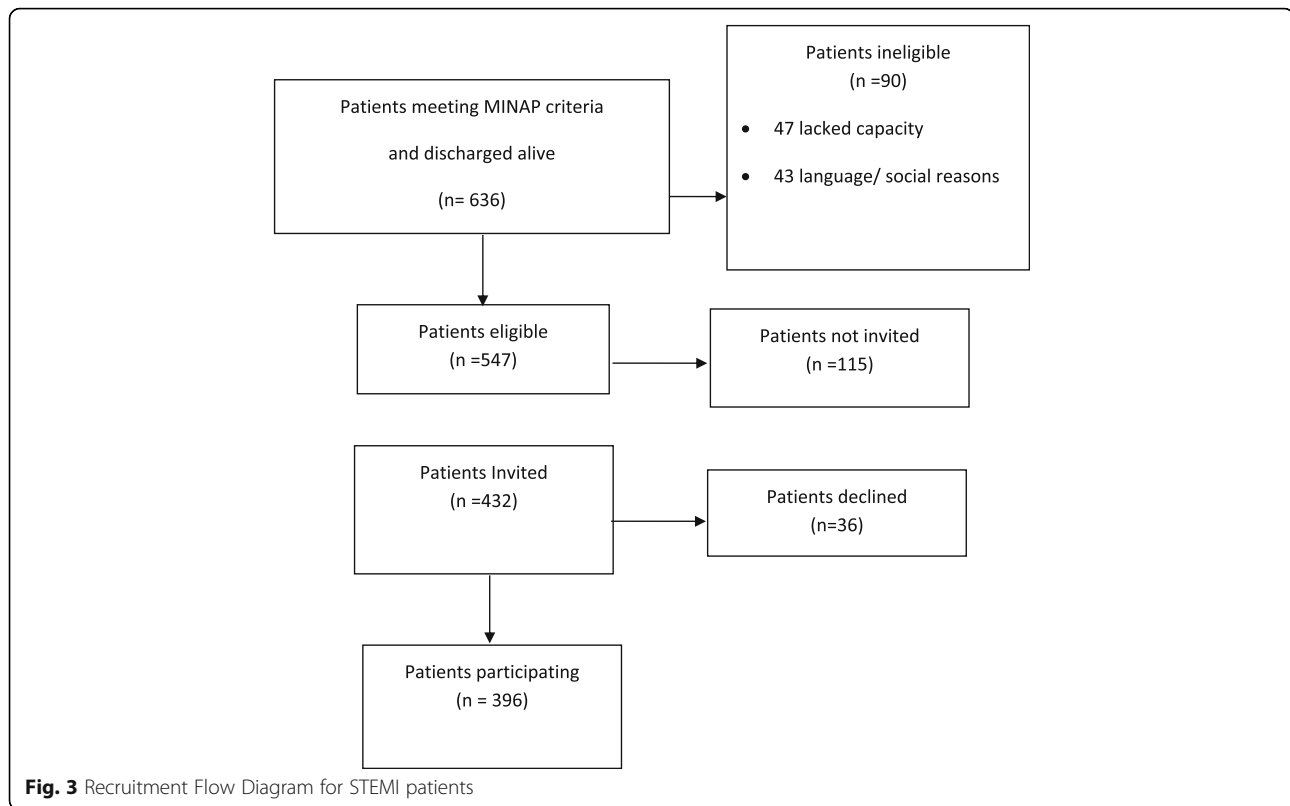 Patients meeting MINAP criteria
and discharged alive
(n= 636)
Patients ineligible
(n =90)
• 47 lacked capacity
• 43 language/ social reasons
Patients eligible
(n =547)
Patients not invited
(n =115)
Patients Invited
(n =432)
Patients declined
(n=36)
Patients participating
(n = 396)
Fig. 3 Recruitment Flow Diagram for STEMI patients